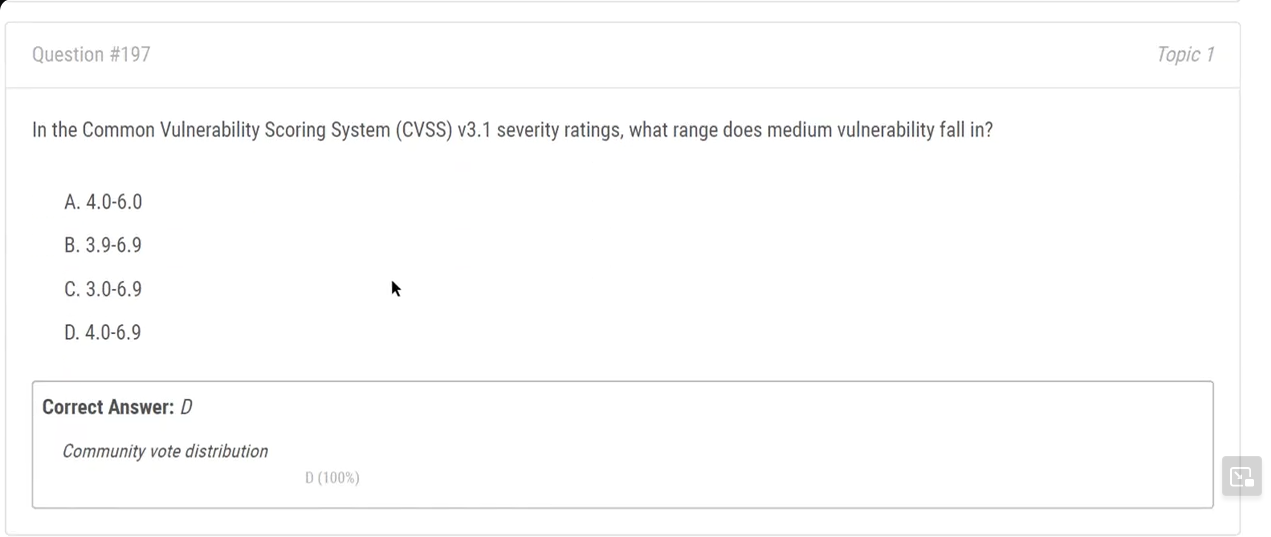 Question #197
Topic 1
In the Common Vulnerability Scoring System (CVSS) v3.1 severity ratings, what range does medium vulnerability fall in?
A. 4.0-6.0
B. 3.9-6.9
C. 3.0-6.9
D. 4.0-6.9
Correct Answer: D
Community vote distribution
D (100%)